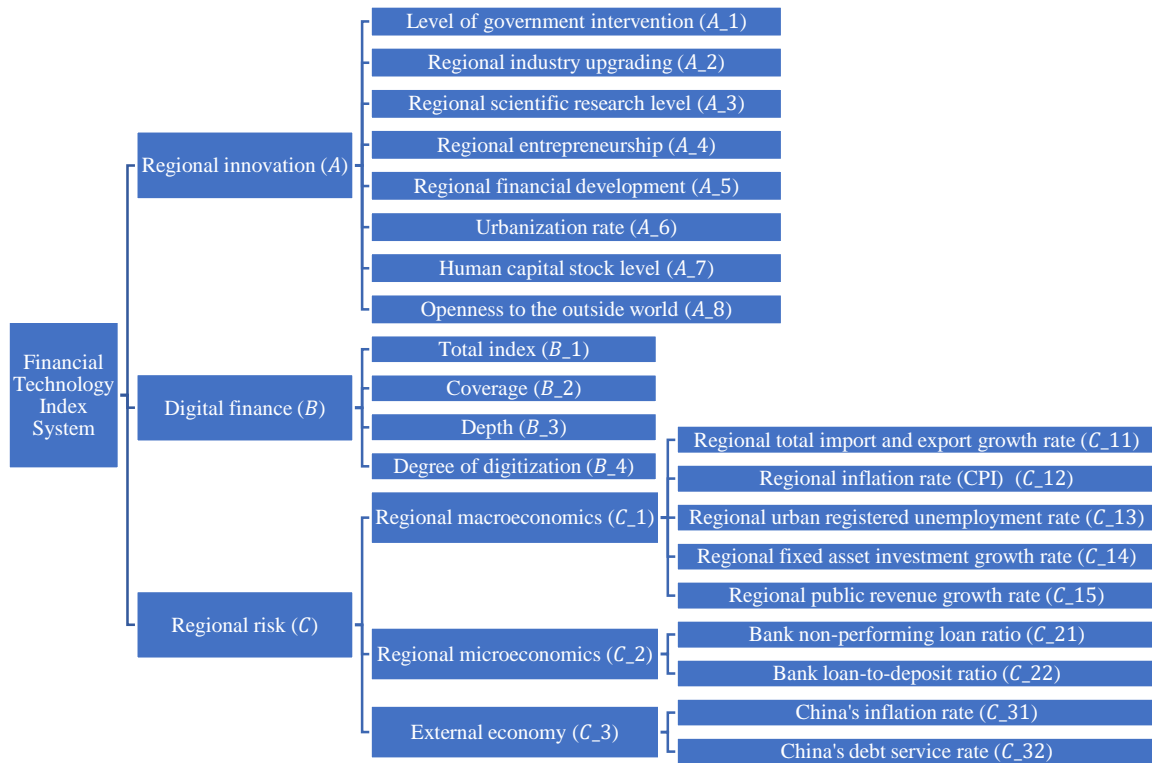 Financial
Technology
Index
System
Regional innovation (A)
Level of government intervention (A_1)
Regional industry upgrading (A_2)
Regional scientific research level (A_3)
Regional entrepreneurship (A_4)
Regional financial development (A_5)
Urbanization rate (A_6)
Human capital stock level (A_7)
Openness to the outside world (A_8)
Digital finance (B)
Total index (B_1)
Coverage (B_2)
Depth (B_3)
Degree of digitization (B_4)
Regional risk (C)
Regional macroeconomics (C_1)
Regional total import and export growth rate (C_11)
Regional inflation rate (CPI) (C_12)
Regional urban registered unemployment rate (C_13)
Regional fixed asset investment growth rate (C_14)
Regional public revenue growth rate (C_15)
Regional microeconomics (C_2)
Bank non-performing loan ratio (C_21)
Bank loan-to-deposit ratio (C_22)
External economy (C_3)
China's inflation rate (C_31)
China's debt service rate (C_32)